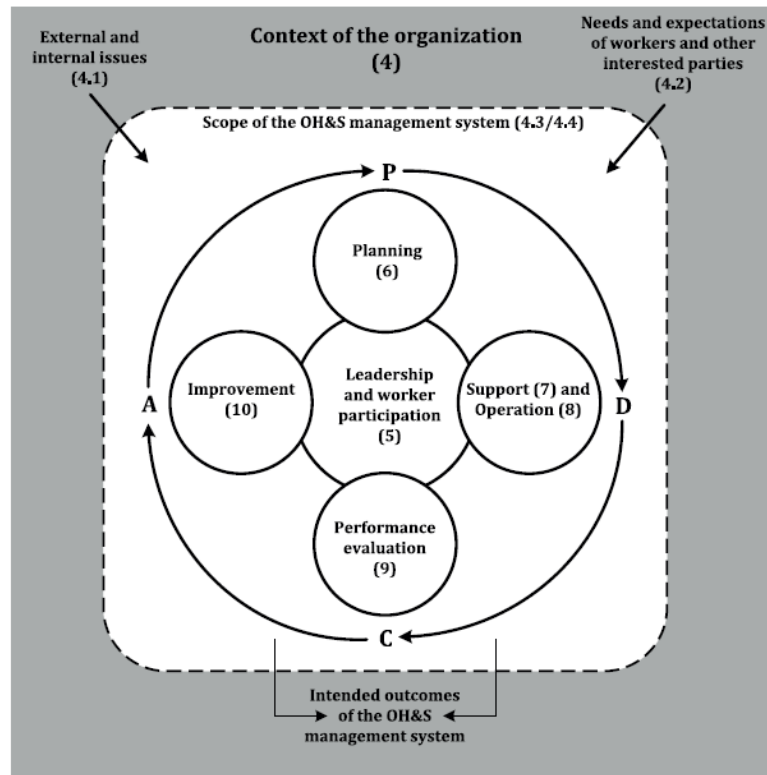 External and
internal issues
(4.1)
Context of the organization
(4)
Needs and expectations
of workers and other
interested parties
(4.2)
Scope of the OH&S management system (4.3/4.4)
P
Planning
(6)
A
Improvement
(10)
Leadership
and worker
participation
(5)
Support (7) and
Operation (8)
D
Performance
evaluation
(9)
C
Intended outcomes
of the OH&S
management system